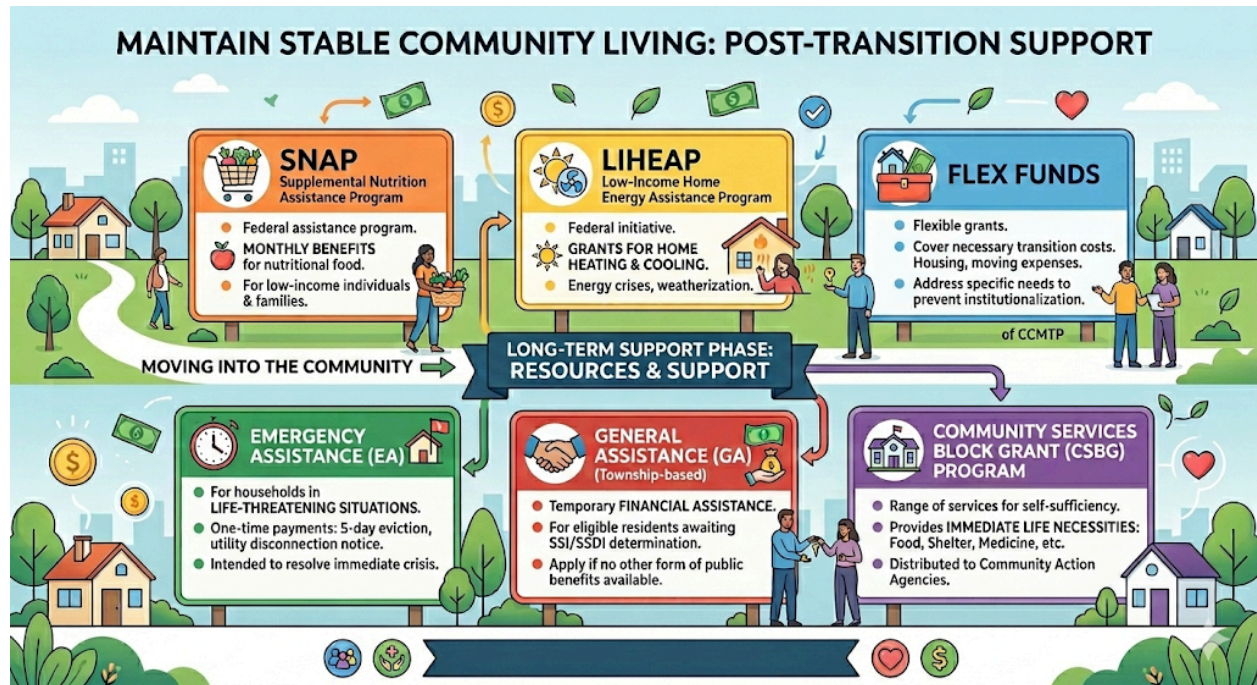 MAINTAIN STABLE COMMUNITY LIVING: POST-TRANSITION SUPPORT
SNAP
Supplemental Nutrition
Assistance Program
Federal assistance program.
MONTHLY BENEFITS
for nutritional food.
For low-income individuals
& families.
LIHEAP
Low-Income Home
Energy Assistance Program
Federal initiative.
GRANTS FOR HOME
HEATING & COOLING.
Energy crises, weatherization.
FLEX FUNDS
Flexible grants.
Cover necessary transition costs.
Housing, moving expenses.
Address specific needs to
prevent institutionalization.
of CCMTP
MOVING INTO THE COMMUNITY
LONG-TERM SUPPORT PHASE:
RESOURCES & SUPPORT
EMERGENCY
ASSISTANCE (EA)
For households in
LIFE-THREATENING SITUATIONS.
One-time payments: 5-day eviction,
utility disconnection notice.
Intended to resolve immediate crisis.
GENERAL
ASSISTANCE (GA)
(Township-based)
Temporary FINANCIAL ASSISTANCE.
For eligible residents awaiting
SSI/SSDI determination.
Apply if no other form of public
benefits available.
COMMUNITY SERVICES
BLOCK GRANT (CSBG)
PROGRAM
Range of services for self-sufficiency.
Provides IMMEDIATE LIFE NECESSITIES:
Food, Shelter, Medicine, etc.
Distributed to Community Action
Agencies.